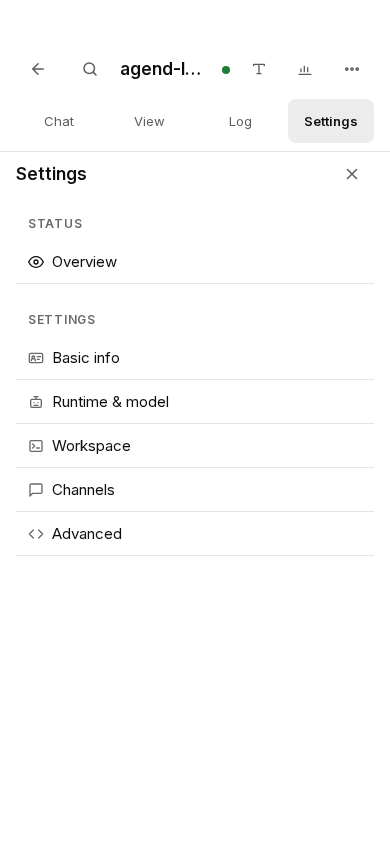 agend-l...
Chat
View
Log
Settings
Settings
STATUS
Overview
SETTINGS
Basic info
Runtime & model
Workspace
Channels
Advanced